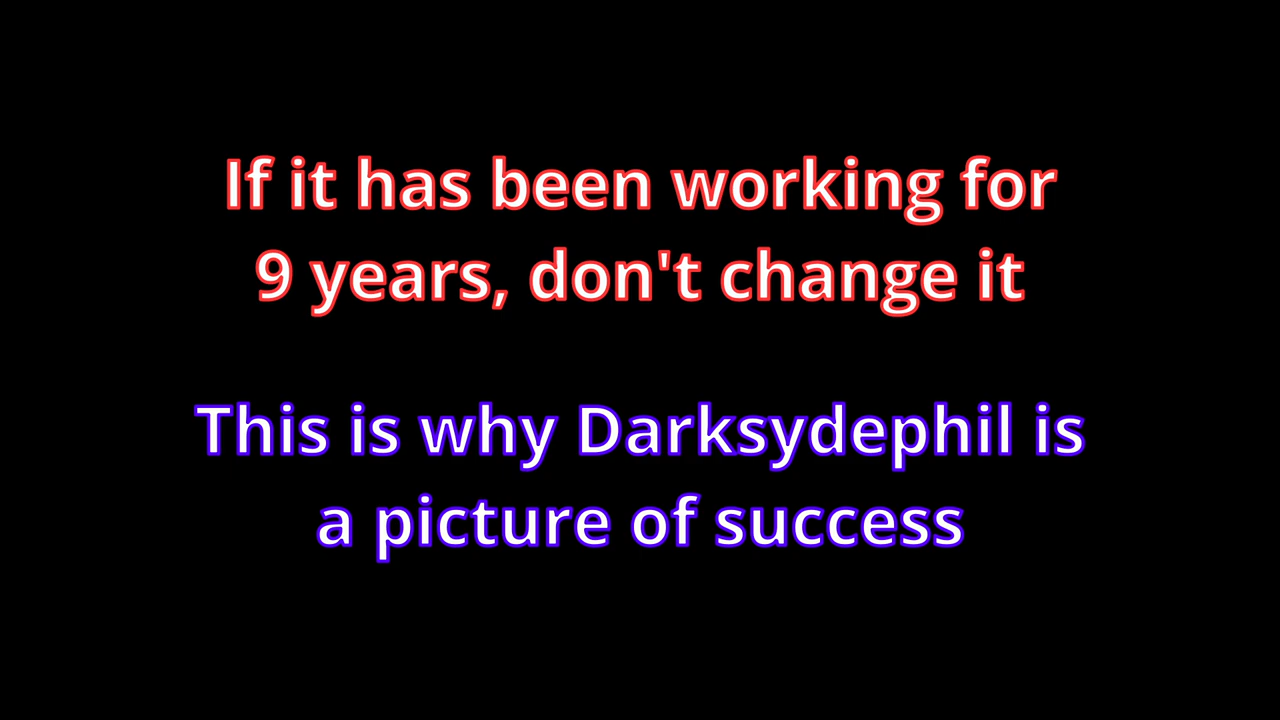 If it has been working for
9 years, don't change it
This is why Darksydephil is
a picture of success